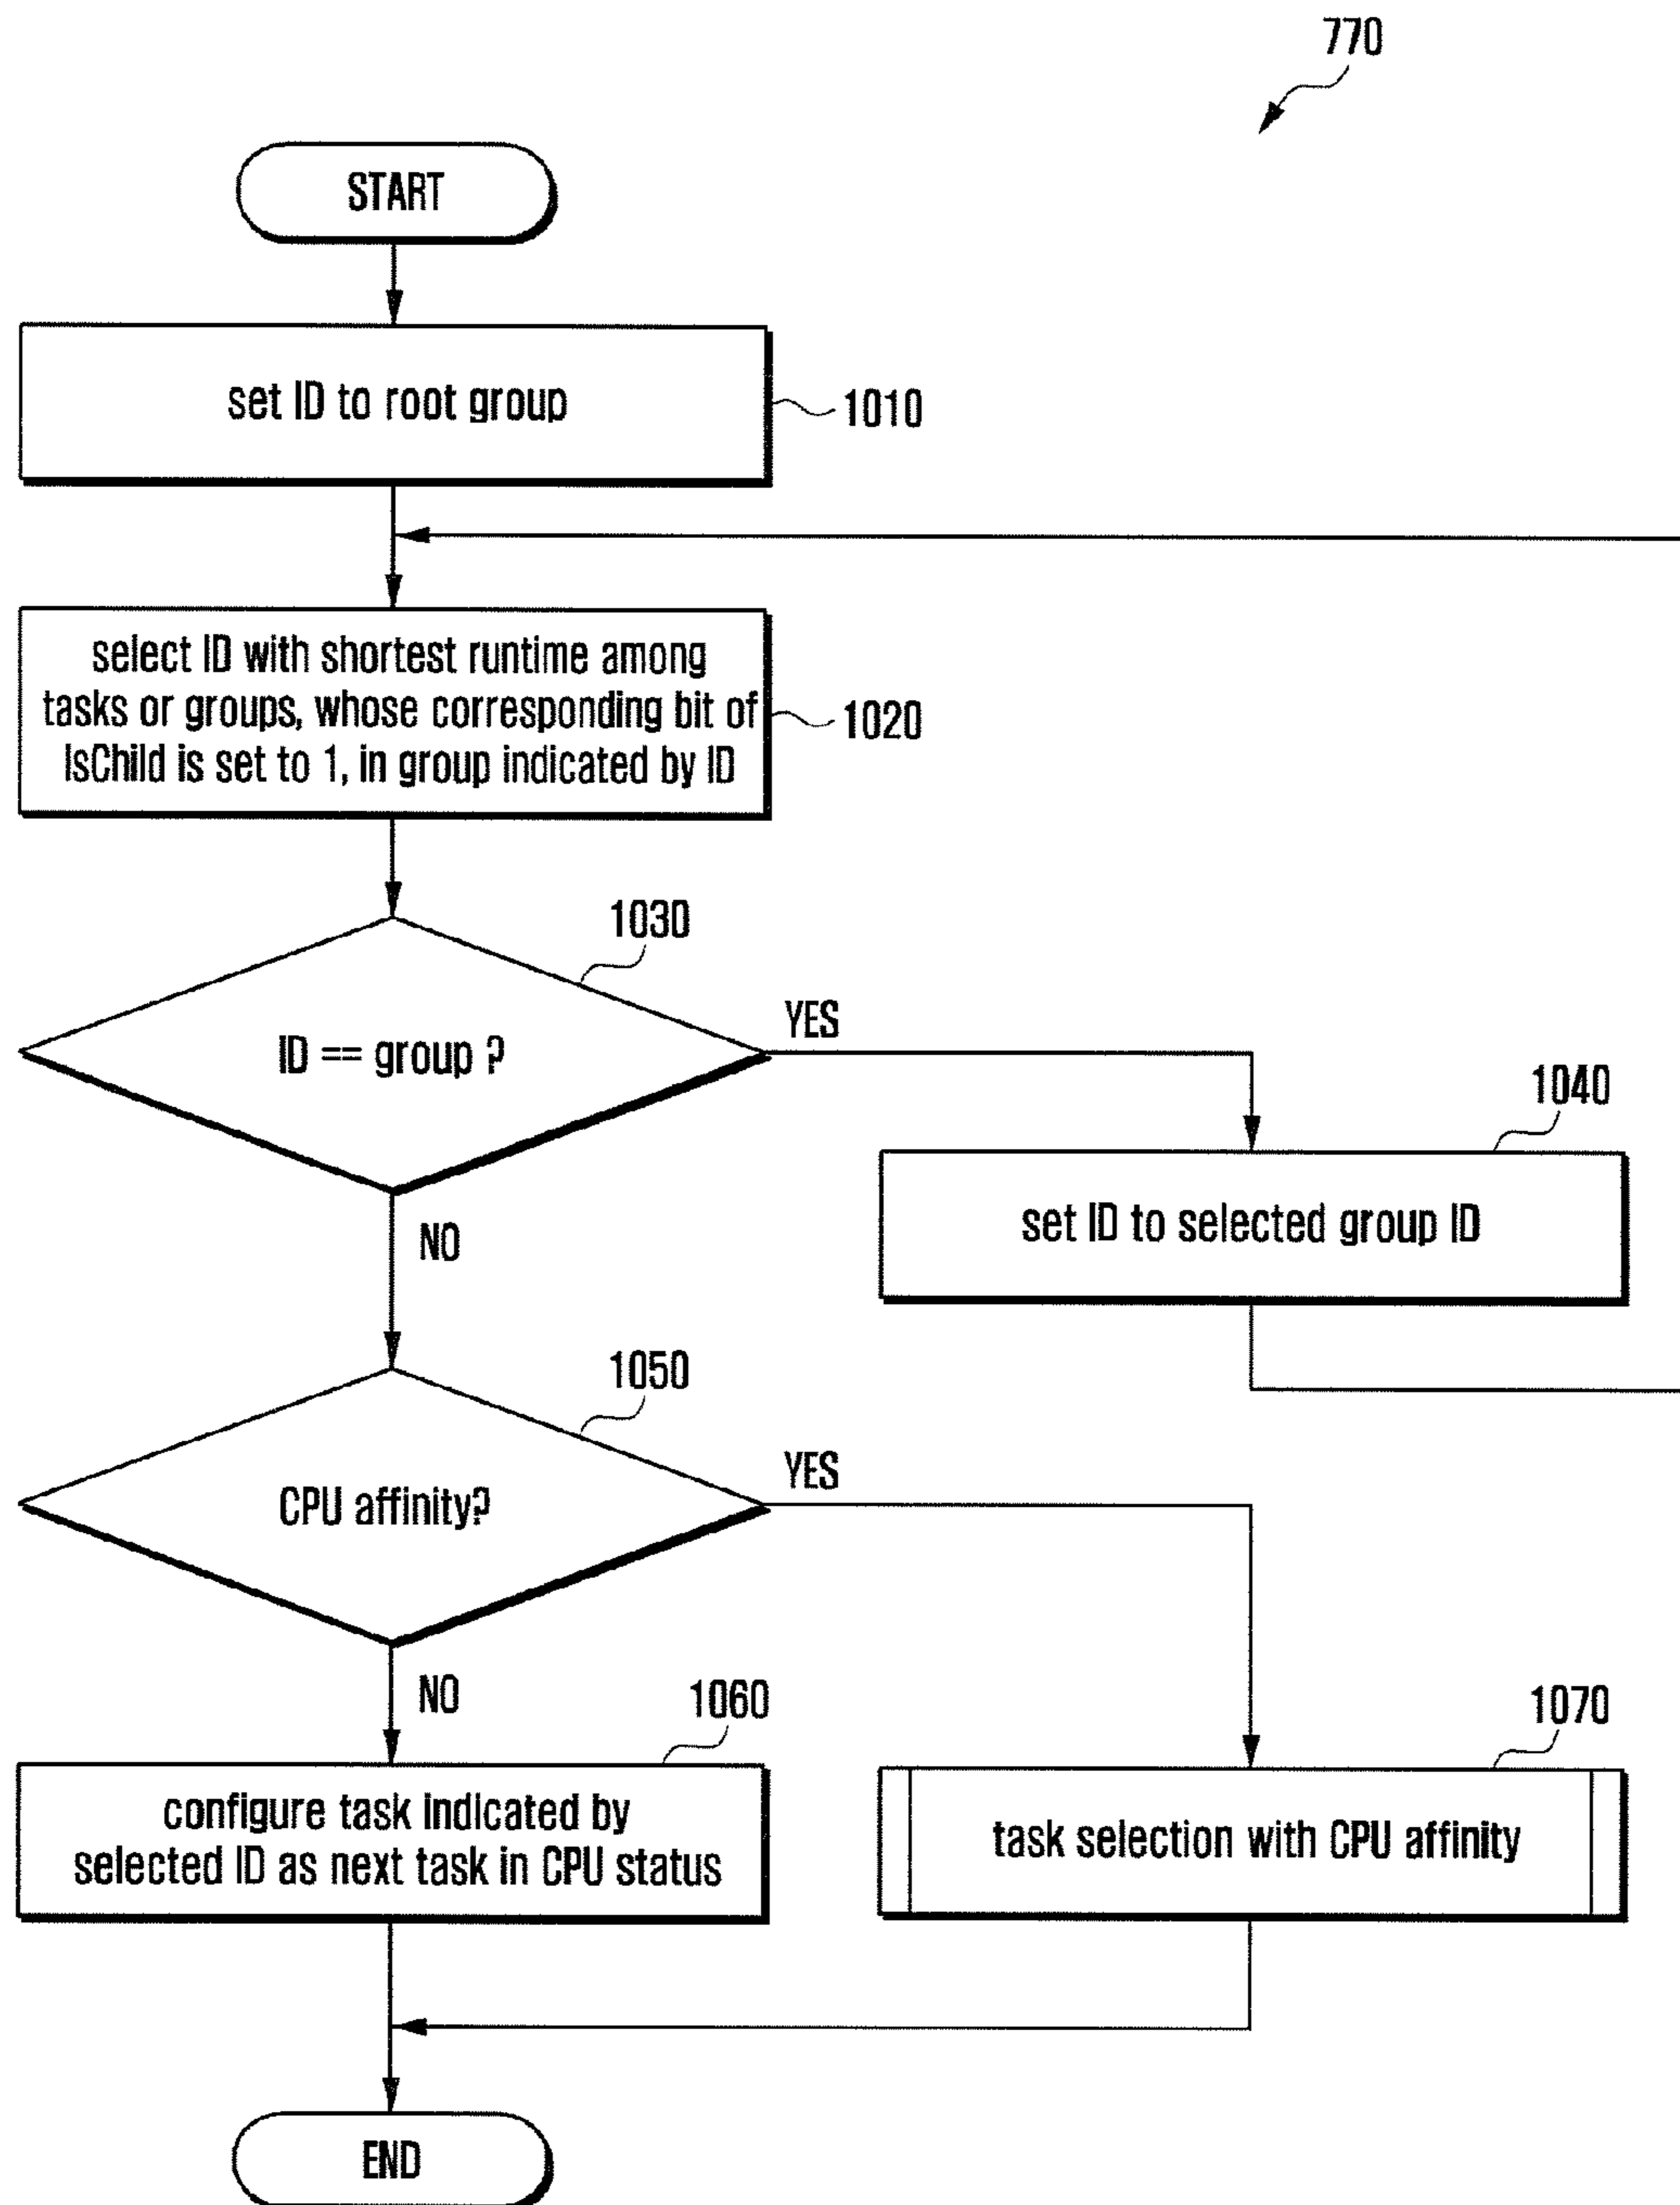 770
START
set ID to root group
1010
select ID with shortest runtime among
tasks or groups, whose corresponding bit of
IsChild is set to 1, in group indicated by ID
1020
1030
ID == group ?
YES
NO
1040
set ID to selected group ID
1050
CPU affinity?
YES
NO
1060
configure task indicated by
selected ID as next task in CPU status
1070
task selection with CPU affinity
END